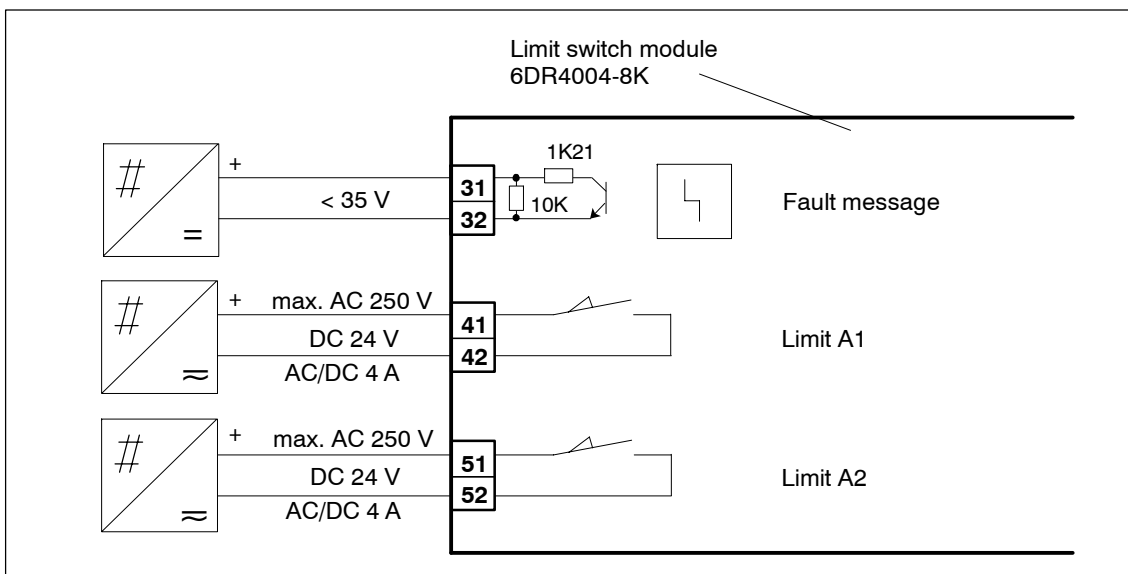 Limit switch module
6DR4004-8K
#
=
+
< 35 V
31
32
1K21
10K
Fault message
#
≂
+
max. AC 250 V
DC 24 V
AC/DC 4 A
41
42
Limit A1
#
≂
+
max. AC 250 V
DC 24 V
AC/DC 4 A
51
52
Limit A2